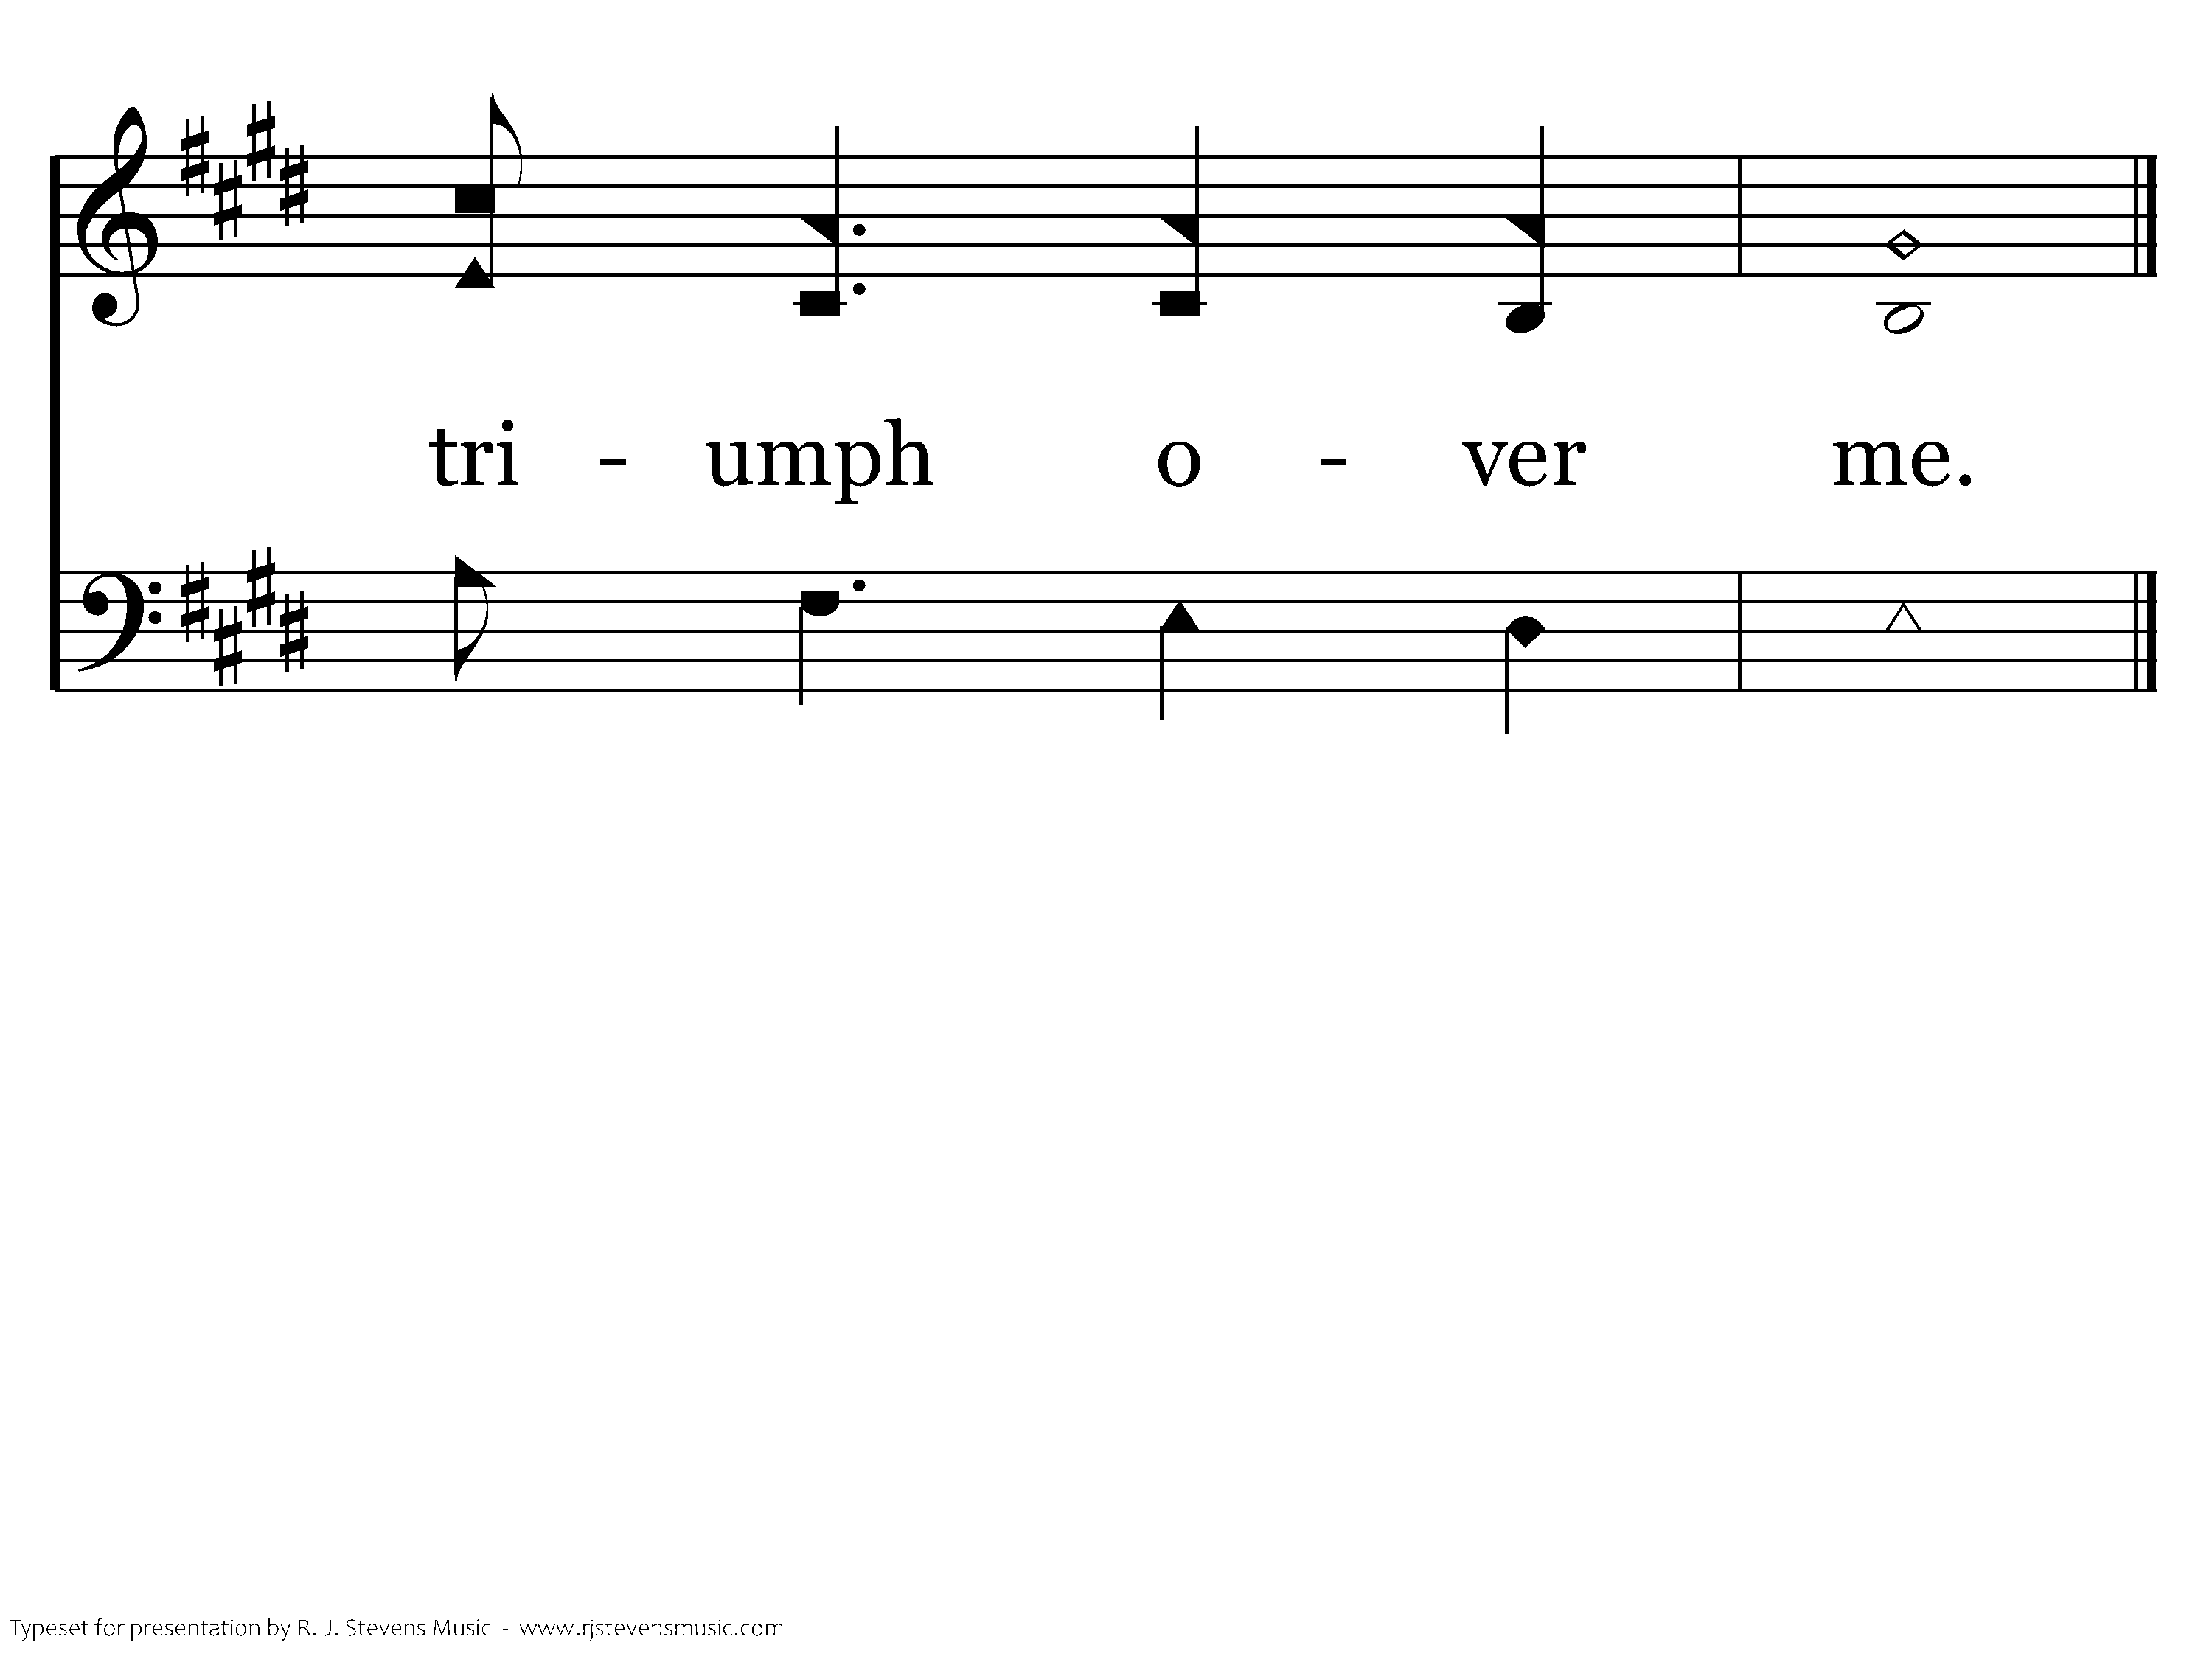 tri - umph o - ver me.
Typeset for presentation by R. J. Stevens Music - www.rjstevensmusic.com